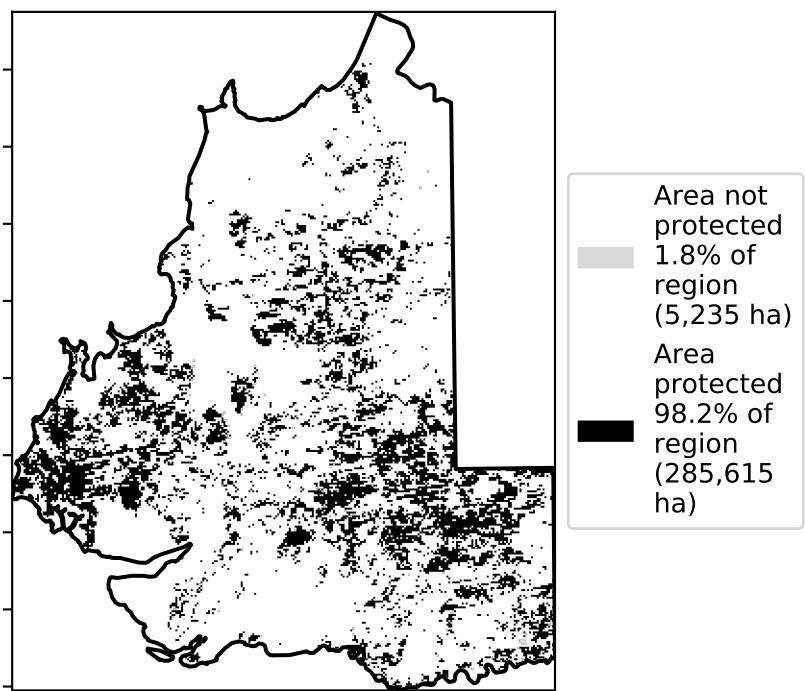 Area not
protected
1.8% of
region
(5,235 ha)
Area
protected
98.2% of
region
(285,615
ha)